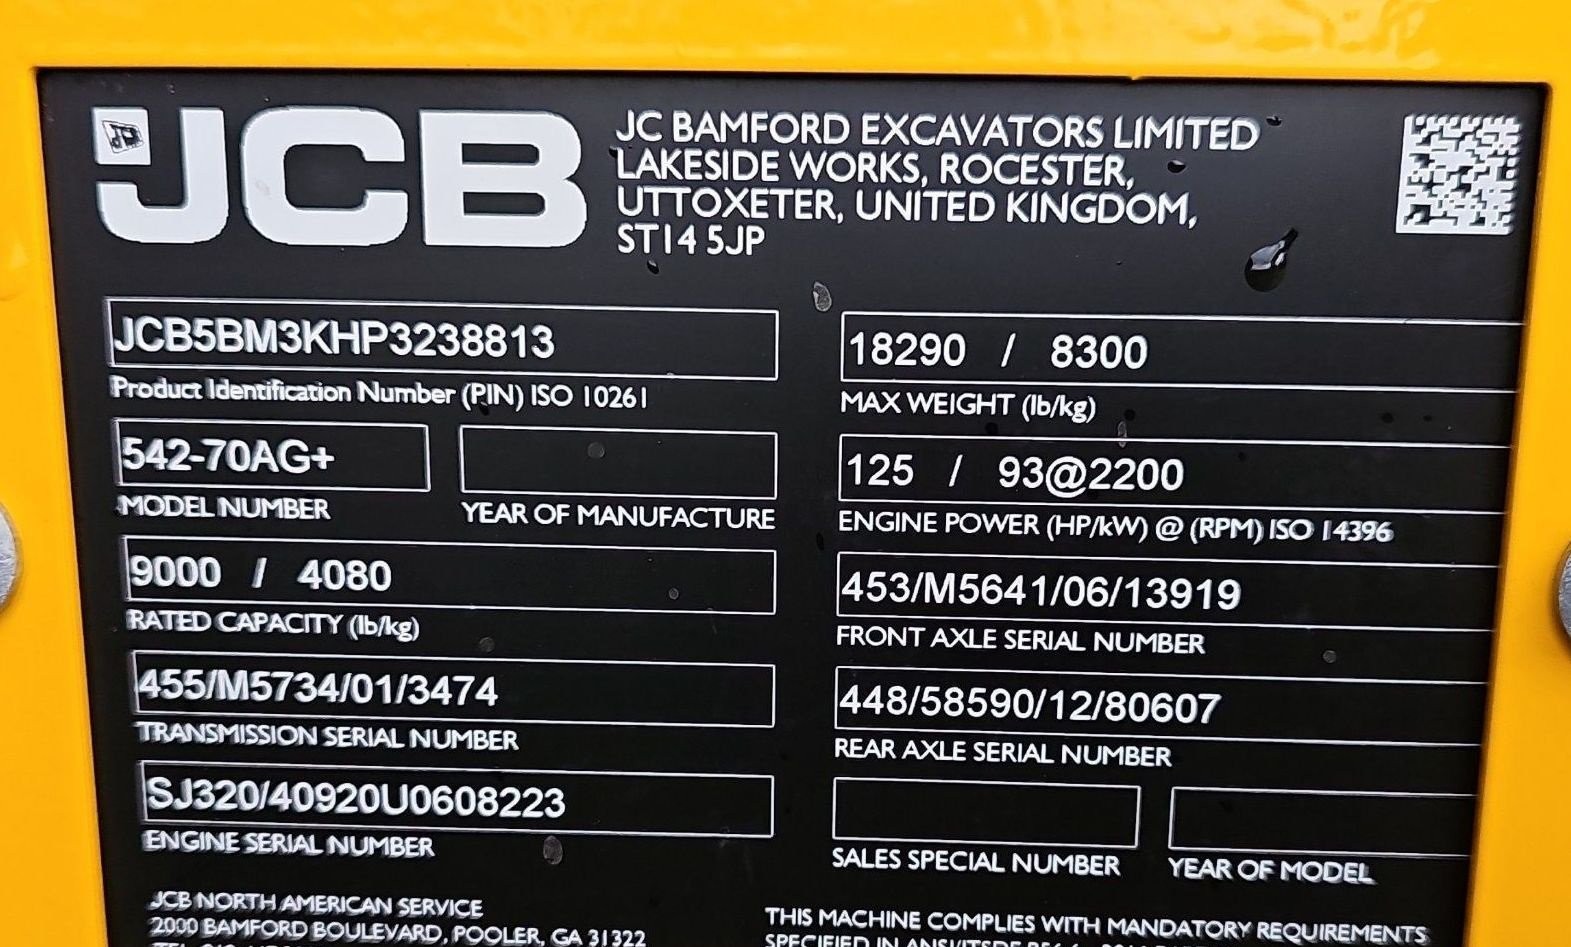 JCB
JC BAMFORD EXCAVATORS LIMITED
LAKESIDE WORKS, ROCESTER,
UTTOXETER, UNITED KINGDOM,
ST14 5JP
JCB5BM3KHP3238813
Product Identification Number (PIN) ISO 10261
542-70AG+
MODEL NUMBER
YEAR OF MANUFACTURE
9000 / 4080
RATED CAPACITY (lb/kg)
455/M5734/01/3474
TRANSMISSION SERIAL NUMBER
SJ320/40920U0608223
ENGINE SERIAL NUMBER
18290 / 8300
MAX WEIGHT (lb/kg)
125 / 93@2200
ENGINE POWER (HP/kW) @ (RPM) ISO 14396
453/M5641/06/13919
FRONT AXLE SERIAL NUMBER
448/58590/12/80607
REAR AXLE SERIAL NUMBER
SALES SPECIAL NUMBER
YEAR OF MODEL
JCB NORTH AMERICAN SERVICE
2000 BAMFORD BOULEVARD, POOLER, GA 31322
THIS MACHINE COMPLIES WITH MANDATORY REQUIREMENTS
SPECIFIED IN